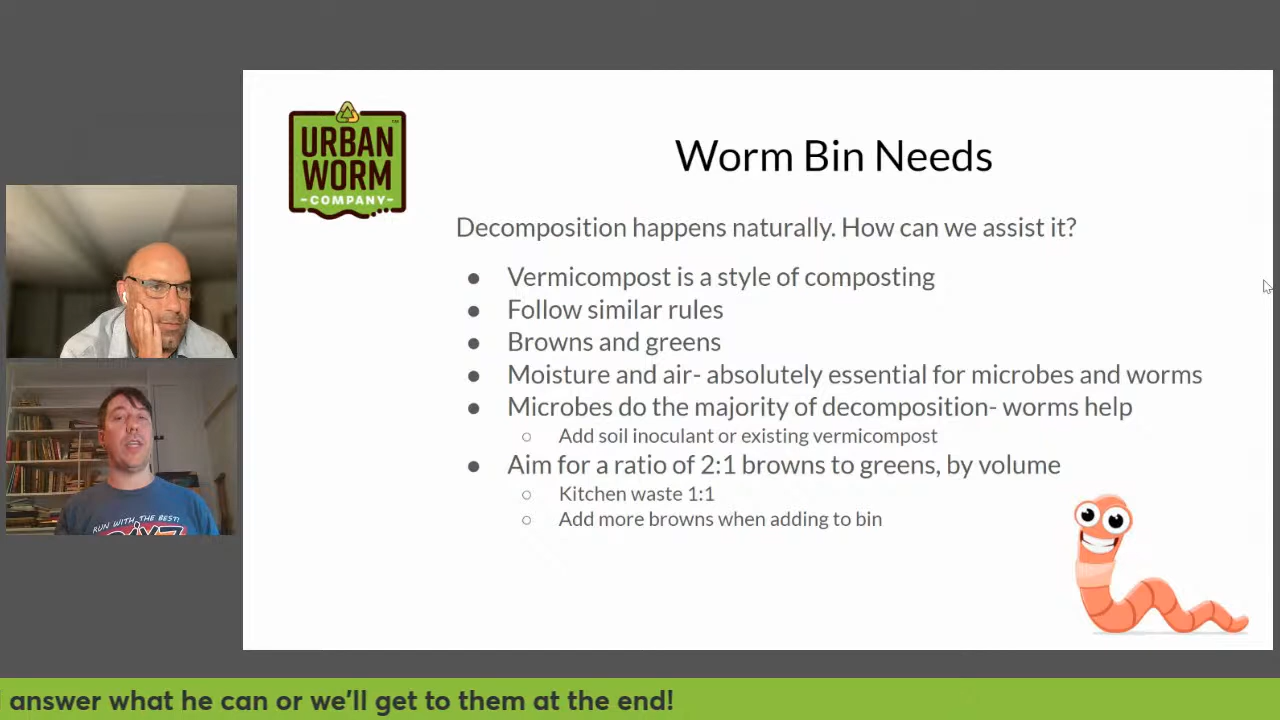 URBAN
WORM
-COMPANY-
TM
Worm Bin Needs
Decomposition happens naturally. How can we assist it?
● Vermicompost is a style of composting
● Follow similar rules
● Browns and greens
● Moisture and air- absolutely essential for microbes and worms
● Microbes do the majority of decomposition- worms help
○ Add soil inoculant or existing vermicompost
● Aim for a ratio of 2:1 browns to greens, by volume
○ Kitchen waste 1:1
○ Add more browns when adding to bin
RUN WITH THE BEST!
answer what he can or we'll get to them at the end!